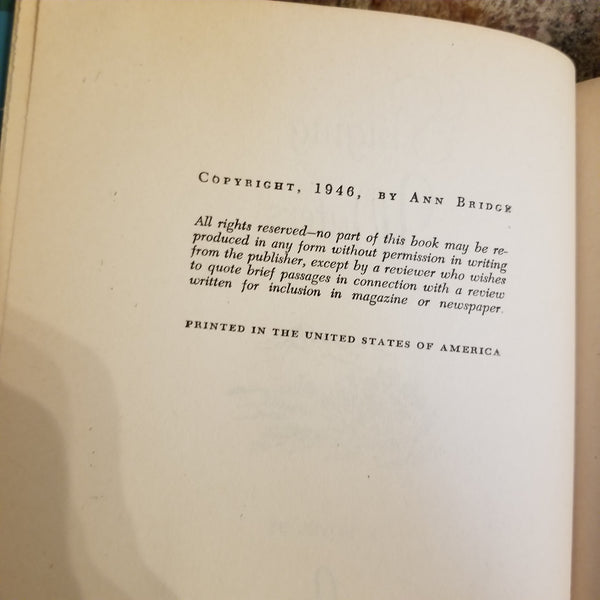 COPYRIGHT, 1946, BY ANN BRIDGE
All rights reserved—no part of this book may be re-
produced in any form without permission in writing
from the publisher, except by a reviewer who wishes
to quote brief passages in connection with a review
written for inclusion in magazine or newspaper.
PRINTED IN THE UNITED STATES OF AMERICA